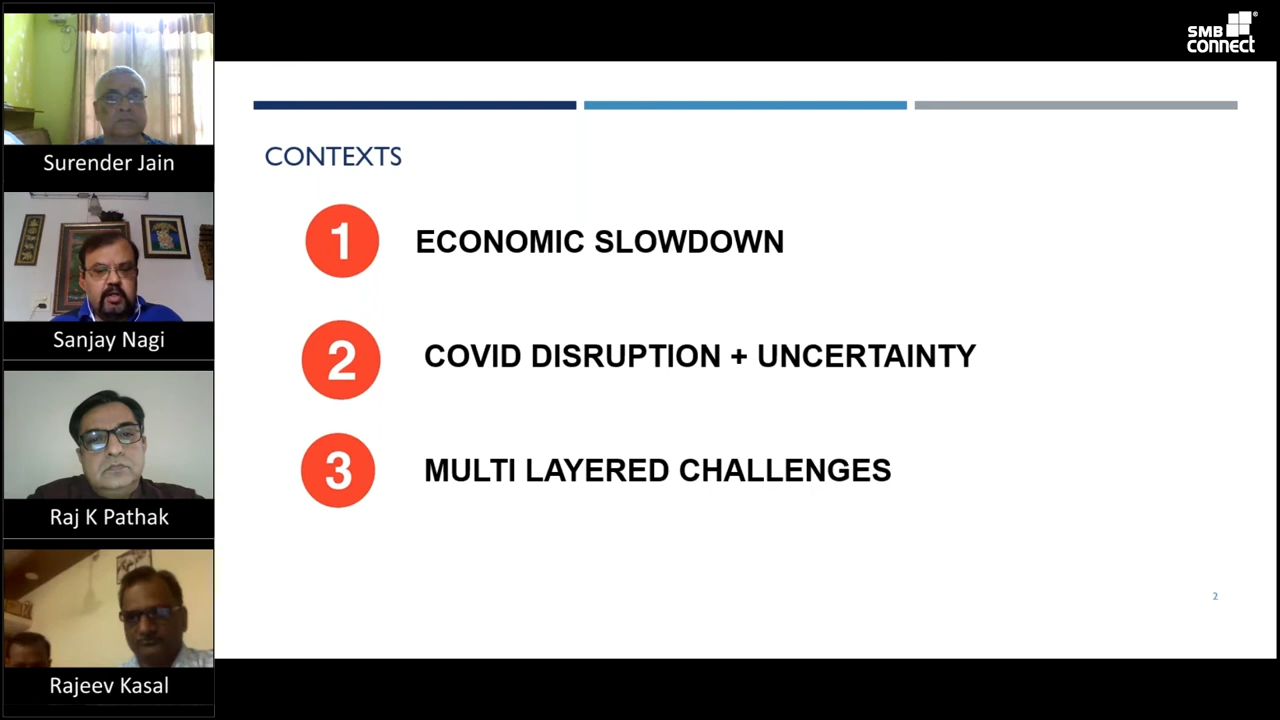 SMB
connect
Surender Jain
Sanjay Nagi
Raj K Pathak
Rajeev Kasal
CONTEXTS
1 ECONOMIC SLOWDOWN
2 COVID DISRUPTION + UNCERTAINTY
3 MULTI LAYERED CHALLENGES
2